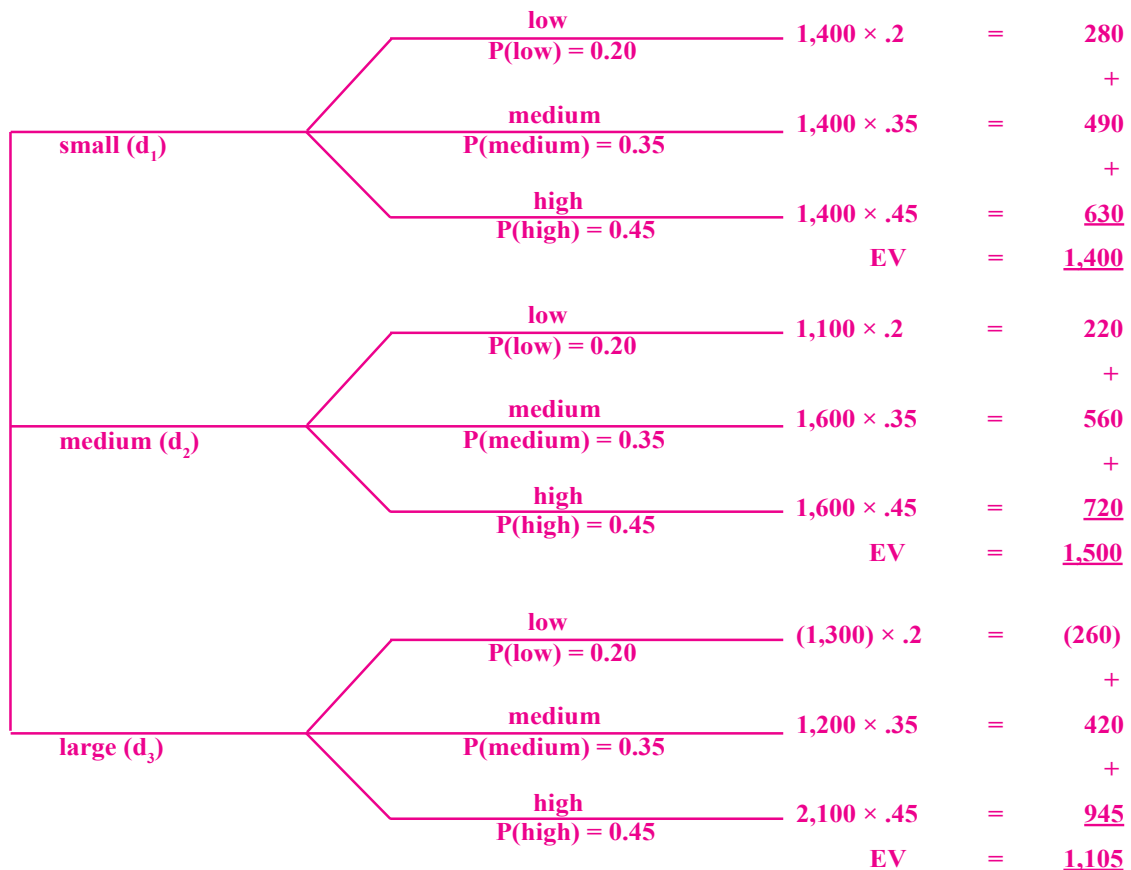 low
P(low) = 0.20
1,400 × .2 = 280
+
medium
small (d₁)
P(medium) = 0.35
1,400 × .35 = 490
+
high
P(high) = 0.45
1,400 × .45 = 630
EV = 1,400
low
P(low) = 0.20
1,100 × .2 = 220
+
medium
medium (d₂)
P(medium) = 0.35
1,600 × .35 = 560
+
high
P(high) = 0.45
1,600 × .45 = 720
EV = 1,500
low
P(low) = 0.20
(1,300) × .2 = (260)
+
medium
large (d₃)
P(medium) = 0.35
1,200 × .35 = 420
+
high
P(high) = 0.45
2,100 × .45 = 945
EV = 1,105